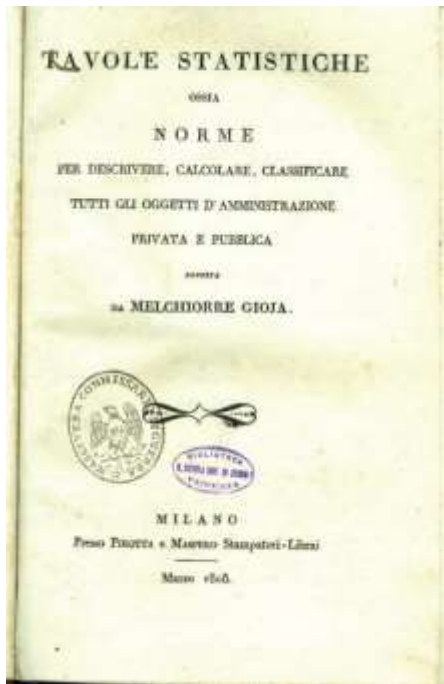 TAVOLE STATISTICHE
OSSIA
NORME
PER DESCRIVERE, CALCOLARE, CLASSIFICARE
TUTTI GLI OGGETTI D'AMMINISTRAZIONE
PRIVATA E PUBBLICA
DA MELCHIORRE GIOJA.
BIBLIOTECA
MILANO
Presso PIROTTA e MASPERO Stampatori-Librai